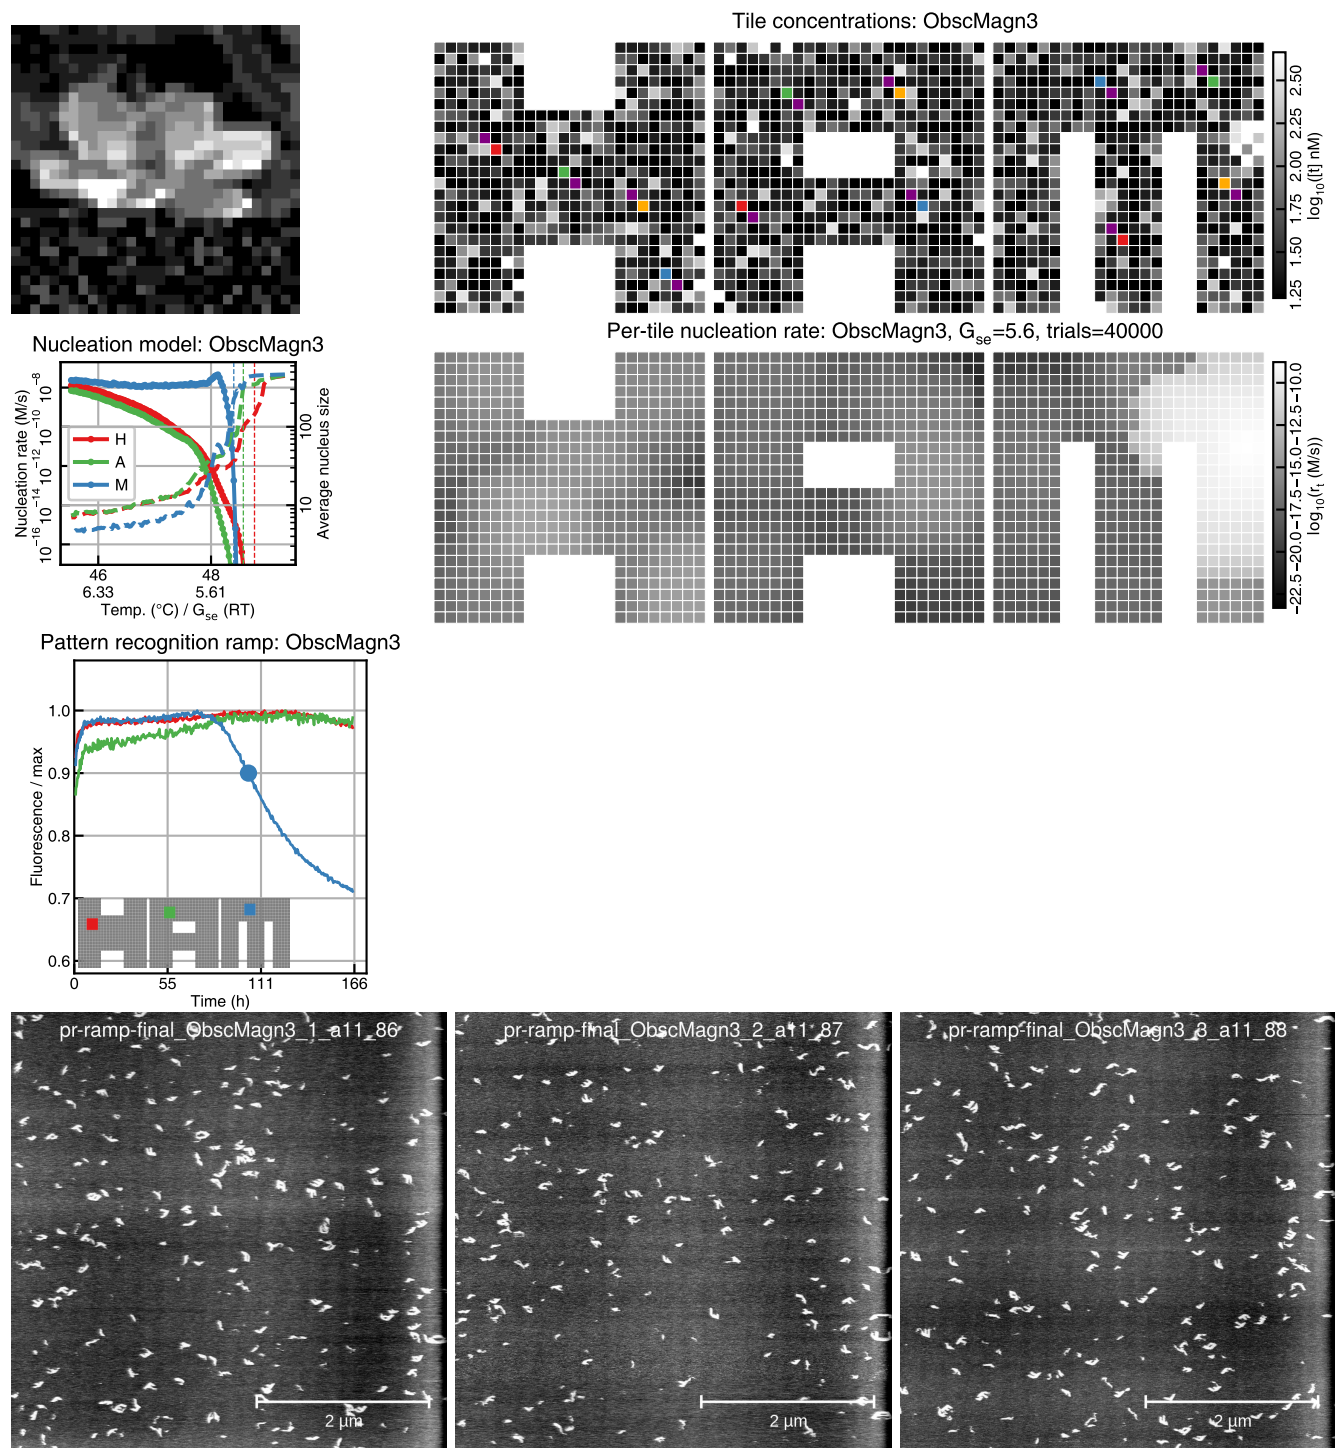 Tile concentrations: ObscMagn3
log₁₀([t] nM)
2.50
2.25
2.00
1.75
1.50
1.25
Per-tile nucleation rate: ObscMagn3, Gse=5.6, trials=40000
log₁₀(rt (M/s))
−10.0
−12.5
−15.0
−17.5
−20.0
−22.5
Nucleation model: ObscMagn3
Nucleation rate (M/s)
10⁻⁸
10⁻¹⁰
10⁻¹²
10⁻¹⁴
10⁻¹⁶
H
A
M
100
10
Average nucleus size
46 48
6.33 5.61
Temp. (°C) / Gse (RT)
Pattern recognition ramp: ObscMagn3
Fluorescence / max
1.0
0.9
0.8
0.7
0.6
0 55 111 166
Time (h)
pr-ramp-final_ObscMagn3_1_a11_86
pr-ramp-final_ObscMagn3_2_a11_87
pr-ramp-final_ObscMagn3_3_a11_88
2 µm
2 µm
2 µm